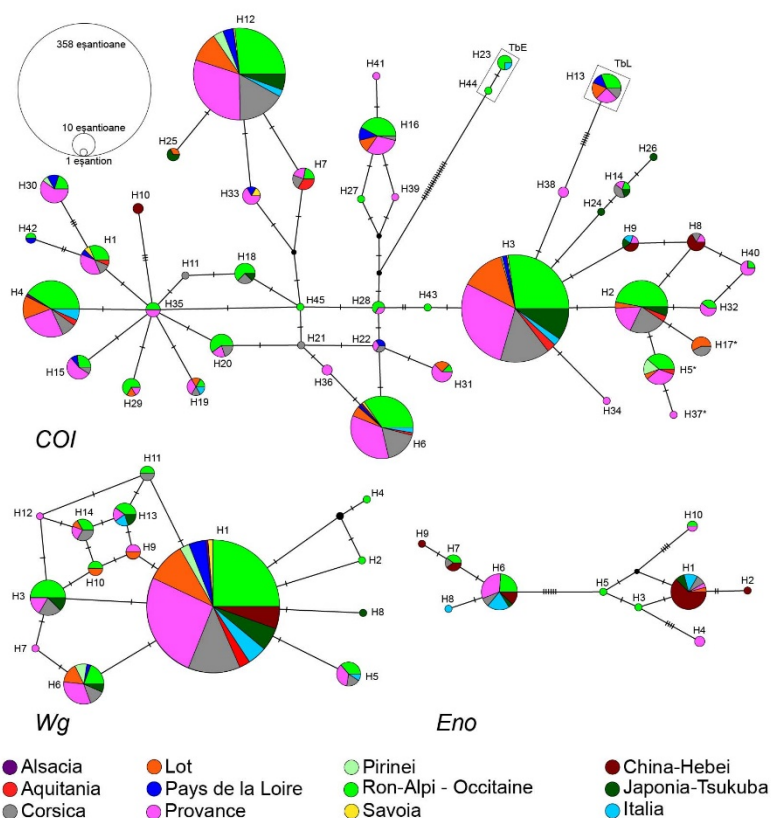 H12
358 eșantioane
10 eșantioane
1 eșantion
H23
TbE
H44
TbL
H13
H41
H16
H25
H7
H33
H27
H39
H38
H26
H14
H24
H30
H10
H42
H1
H11
H18
H3
H9
H8
H40
H2
H4
H35
H45
H28
H43
H32
H21
H22
H20
H17*
H15
H36
H31
H5*
H29
H19
H34
H37*
H6
COI
H11
H4
H12
H14
H13
H1
H9
H2
H10
H3
H8
H7
H5
H6
Wg
H10
H9
H7
H6
H1
H5
H2
H8
H3
H4
Eno
Alsacia Lot Pirinei China-Hebei
Aquitania Pays de la Loire Ron-Alpi - Occitaine Japonia-Tsukuba
Corsica Provance Savoia Italia